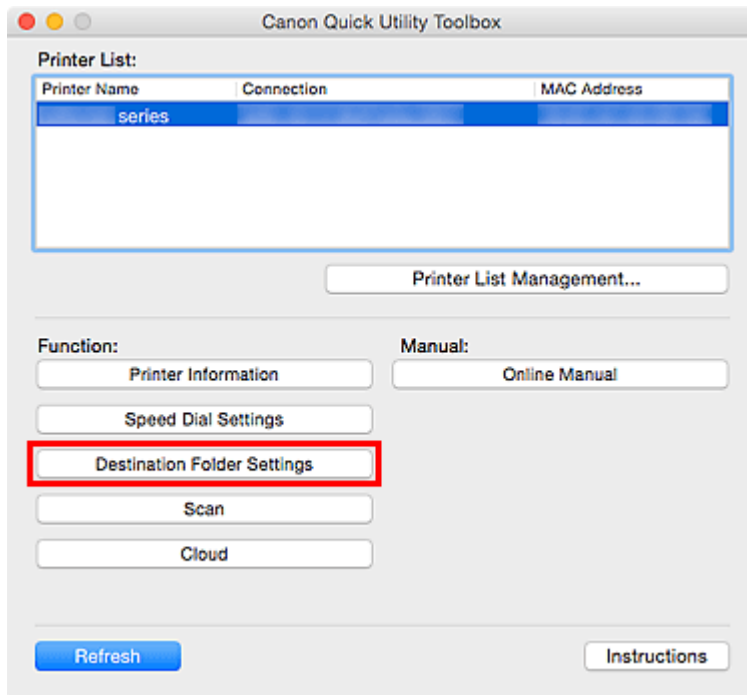 Canon Quick Utility Toolbox
Printer List:
Printer Name Connection MAC Address
series
Printer List Management...
Function: Manual:
Printer Information Online Manual
Speed Dial Settings
Destination Folder Settings
Scan
Cloud
Refresh Instructions